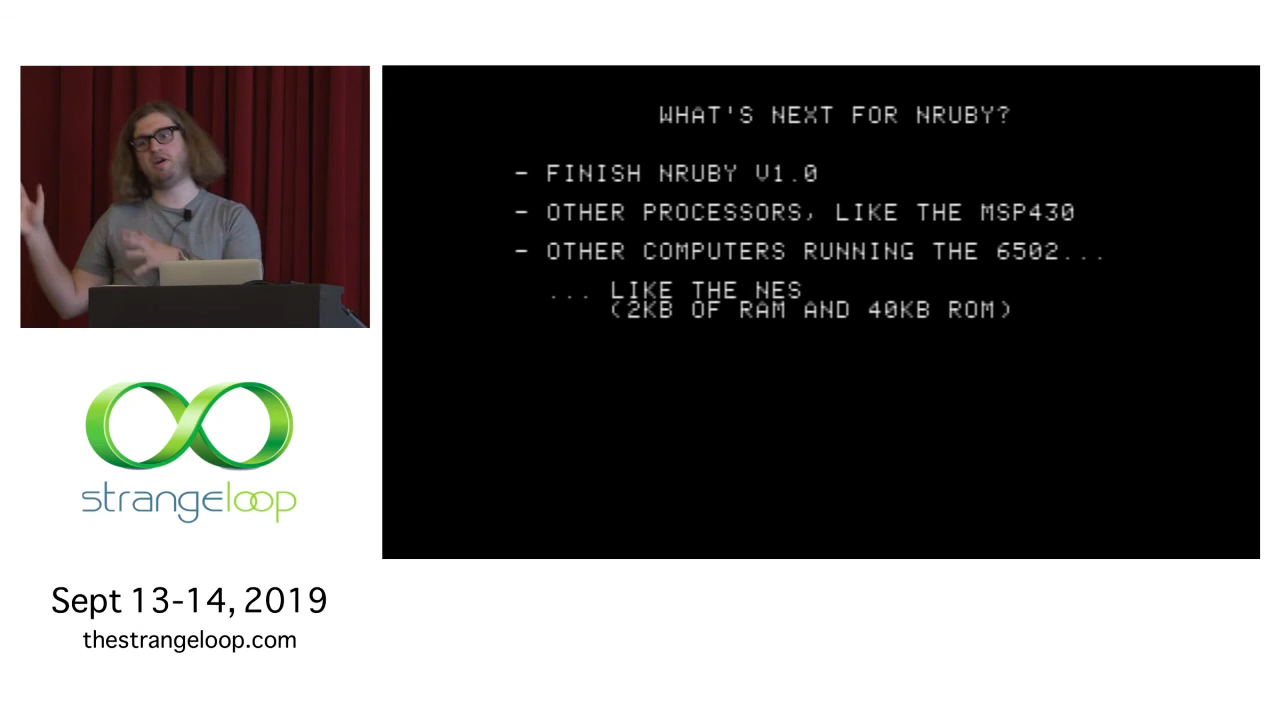 WHAT'S NEXT FOR NRUBY?
- FINISH NRUBY V1.0
- OTHER PROCESSORS, LIKE THE MSP430
- OTHER COMPUTERS RUNNING THE 6502...
... LIKE THE NES
(2KB OF RAM AND 40KB ROM)
strangeloop
Sept 13-14, 2019
thestrangeloop.com